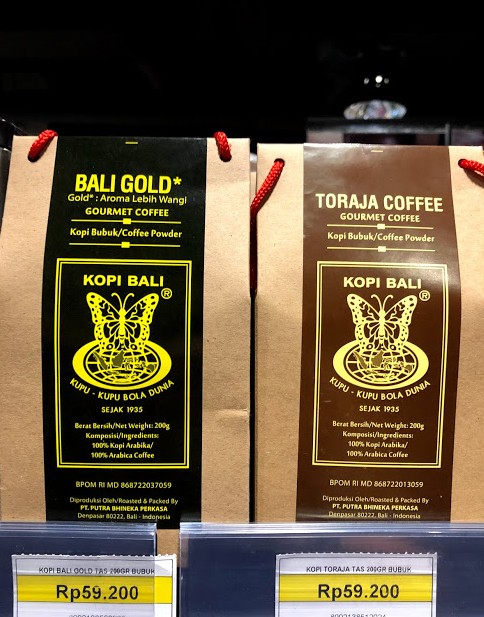 BALI GOLD*
Gold* : Aroma Lebih Wangi
GOURMET COFFEE
Kopi Bubuk/Coffee Powder
KOPI BALI
®
KUPU - KUPU BOLA DUNIA
SEJAK 1935
Berat Bersih/Net Weight: 200g
Komposisi/Ingredients:
100% Kopi Arabika/
100% Arabica Coffee
BPOM RI MD 868722037059
Diproduksi Oleh/Roasted & Packed By
PT. PUTRA BHINEKA PERKASA
Denpasar 80222, Bali - Indonesia
TORAJA COFFEE
GOURMET COFFEE
Kopi Bubuk/Coffee Powder
KOPI BALI
®
KUPU - KUPU BOLA DUNIA
SEJAK 1935
Berat Bersih/Net Weight: 200g
Komposisi/Ingredients:
100% Kopi Arabika/
100% Arabica Coffee
BPOM RI MD 868722013059
Diproduksi Oleh/Roasted & Packed By
PT. PUTRA BHINEKA PERKASA
Denpasar 80222, Bali - Indonesia
KOPI BALI GOLD TAS 200GR BUBUK
Rp59.200
KOPI TORAJA TAS 200GR BUBUK
Rp59.200